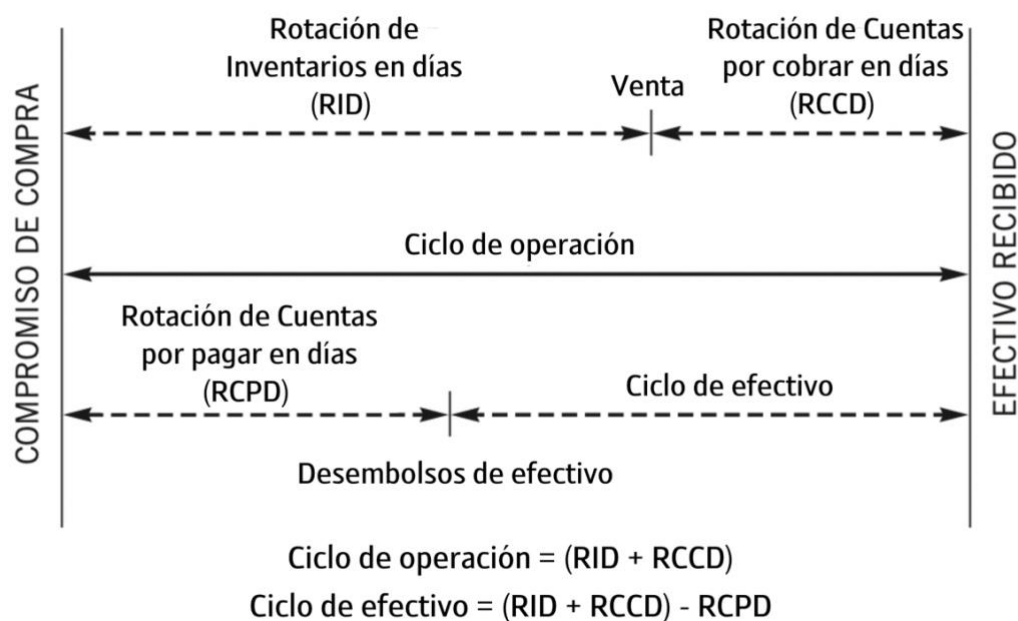 Rotación de
Inventarios en días
(RID)
Venta
Rotación de Cuentas
por cobrar en días
(RCCD)
COMPROMISO DE COMPRA
EFECTIVO RECIBIDO
Ciclo de operación
Rotación de Cuentas
por pagar en días
(RCPD)
Ciclo de efectivo
Desembolsos de efectivo
Ciclo de operación = (RID + RCCD)
Ciclo de efectivo = (RID + RCCD) - RCPD